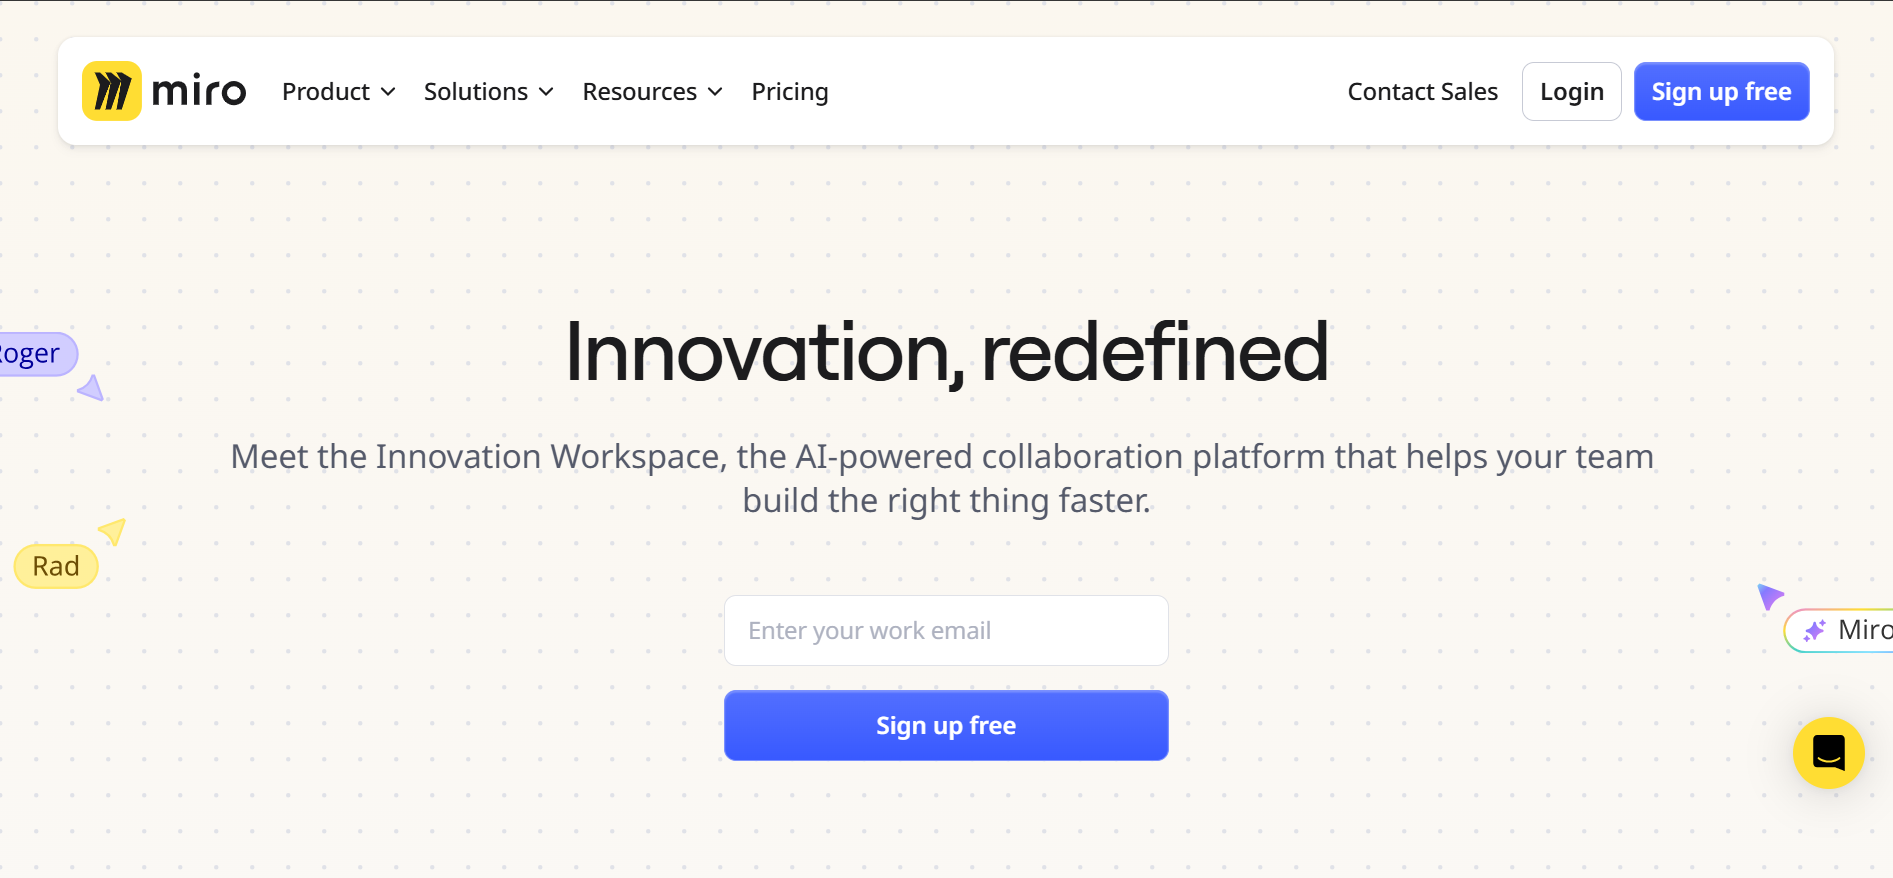 miro Product Solutions Resources Pricing Contact Sales Login Sign up free
Innovation, redefined
Roger
Meet the Innovation Workspace, the AI-powered collaboration platform that helps your team
build the right thing faster.
Rad
Enter your work email
Miro
Sign up free